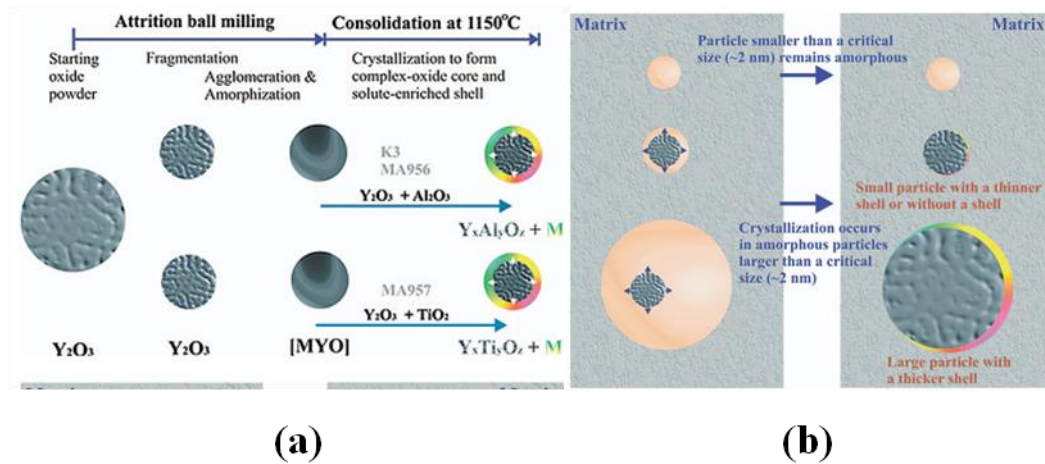 Attrition ball milling
Consolidation at 1150°C
Starting
oxide
powder
Fragmentation
Agglomeration &
Amorphization
Crystallization to form
complex-oxide core and
solute-enriched shell
K3
MA956
Y₂O₃ + Al₂O₃
YₓAlᵧO_z + M
MA957
Y₂O₃ + TiO₂
YₓTiᵧO_z + M
Y₂O₃
Y₂O₃
[MYO]
(a)
Matrix
Matrix
Particle smaller than a critical
size (~2 nm) remains amorphous
Small particle with a thinner
shell or without a shell
Crystallization occurs
in amorphous particles
larger than a critical
size (~2 nm)
Large particle with
a thicker shell
(b)